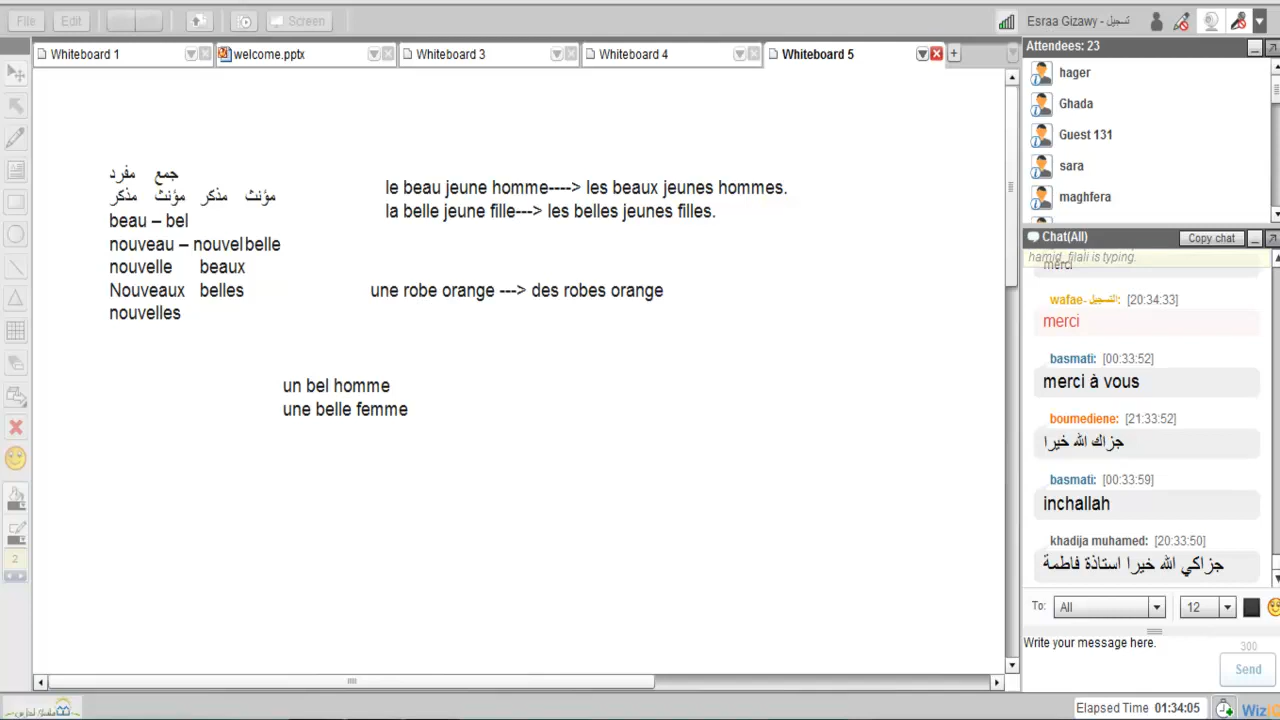 File Edit Screen Esraa Gizawy - تسجيل
Whiteboard 1 welcome.pptx Whiteboard 3 Whiteboard 4 Whiteboard 5
مفرد جمع
مذكر مؤنث مذكر مؤنث
beau – bel
nouveau – nouvel belle
nouvelle beaux
Nouveaux belles
nouvelles
le beau jeune homme----> les beaux jeunes hommes.
la belle jeune fille---> les belles jeunes filles.
une robe orange ---> des robes orange
un bel homme
une belle femme
2
Attendees: 23
hager
Ghada
Guest 131
sara
maghfera
Chat(All) Copy chat
hamid_filali is typing.
merci
wafae- التسجيل: [20:34:33]
merci
basmati: [00:33:52]
merci à vous
boumediene: [21:33:52]
جزاك الله خيرا
basmati: [00:33:59]
inchallah
khadija muhamed: [20:33:50]
جزاكي الله خيرا استاذة فاطمة
To: All 12
Write your message here.
300
Send
Elapsed Time 01:34:05